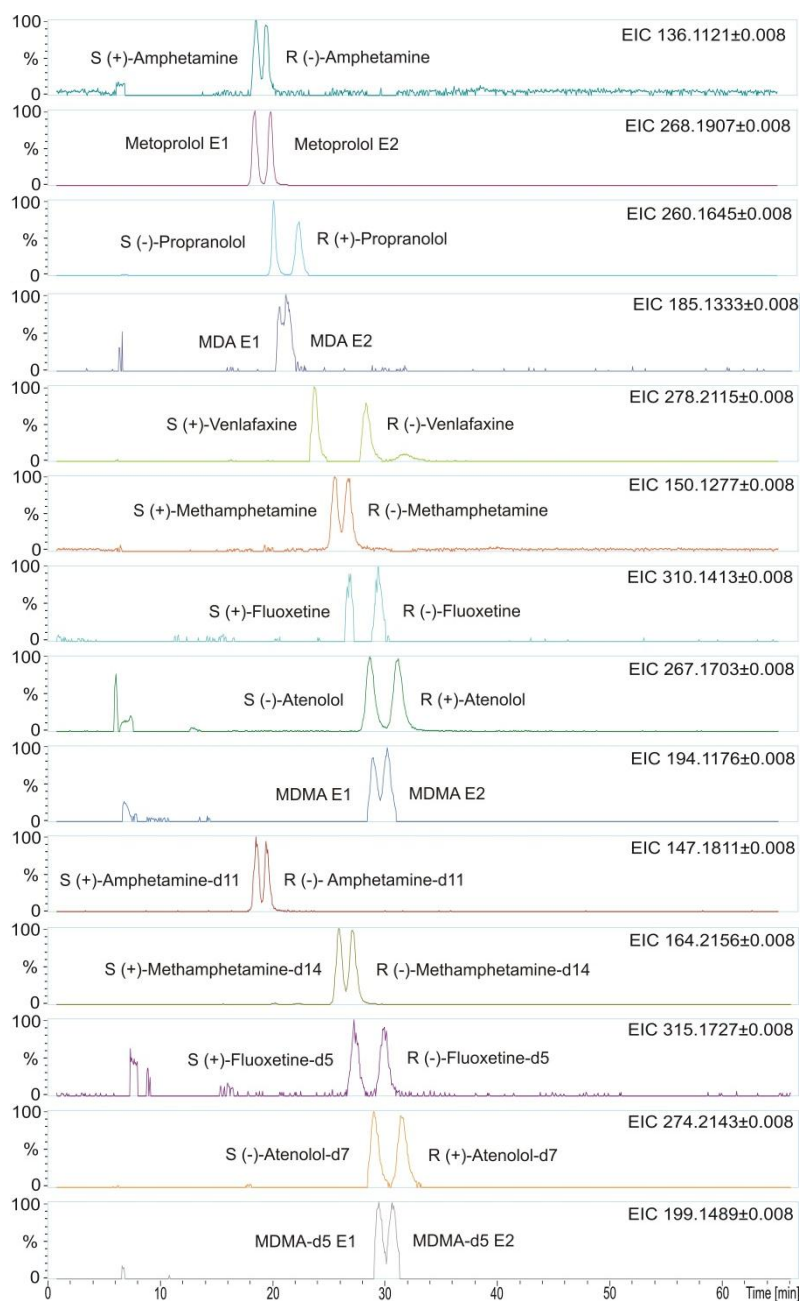 100
S (+)-Amphetamine R (-)-Amphetamine EIC 136.1121±0.008
%
0
100
EIC 268.1907±0.008
Metoprolol E1 Metoprolol E2
%
0
100
EIC 260.1645±0.008
S (-)-Propranolol R (+)-Propranolol
%
0
100
EIC 185.1333±0.008
%
MDA E1 MDA E2
0
100
EIC 278.2115±0.008
S (+)-Venlafaxine R (-)-Venlafaxine
%
0
100
EIC 150.1277±0.008
S (+)-Methamphetamine R (-)-Methamphetamine
%
0
100
EIC 310.1413±0.008
S (+)-Fluoxetine R (-)-Fluoxetine
%
0
100
EIC 267.1703±0.008
S (-)-Atenolol R (+)-Atenolol
%
0
100
EIC 194.1176±0.008
%
MDMA E1 MDMA E2
0
100
EIC 147.1811±0.008
S (+)-Amphetamine-d11 R (-)- Amphetamine-d11
%
0
100
EIC 164.2156±0.008
S (+)-Methamphetamine-d14 R (-)-Methamphetamine-d14
%
0
100
EIC 315.1727±0.008
S (+)-Fluoxetine-d5 R (-)-Fluoxetine-d5
%
0
100
EIC 274.2143±0.008
S (-)-Atenolol-d7 R (+)-Atenolol-d7
%
0
100
EIC 199.1489±0.008
MDMA-d5 E1 MDMA-d5 E2
%
0
0 10 20 30 40 50 60 Time [min]